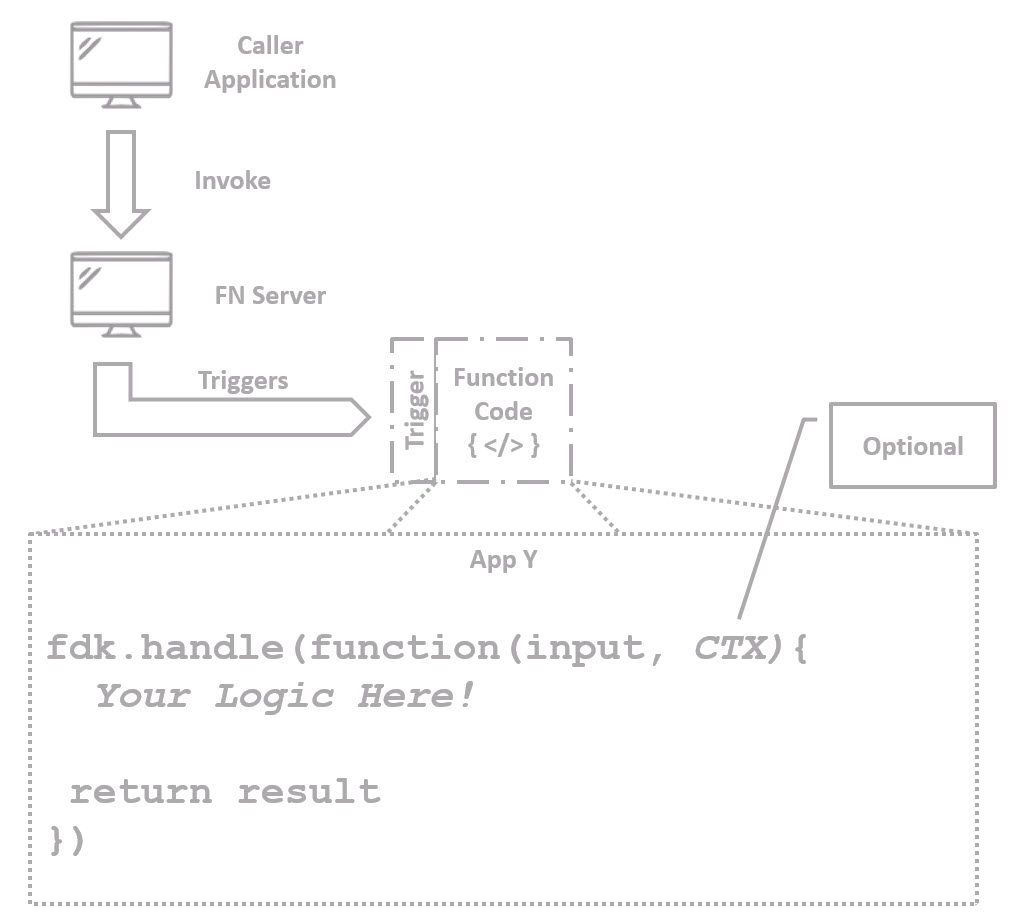 Caller
Application
Invoke
FN Server
Triggers
Trigger
Function
Code
{ </> }
Optional
App Y
fdk.handle(function(input, CTX){
Your Logic Here!
return result
})